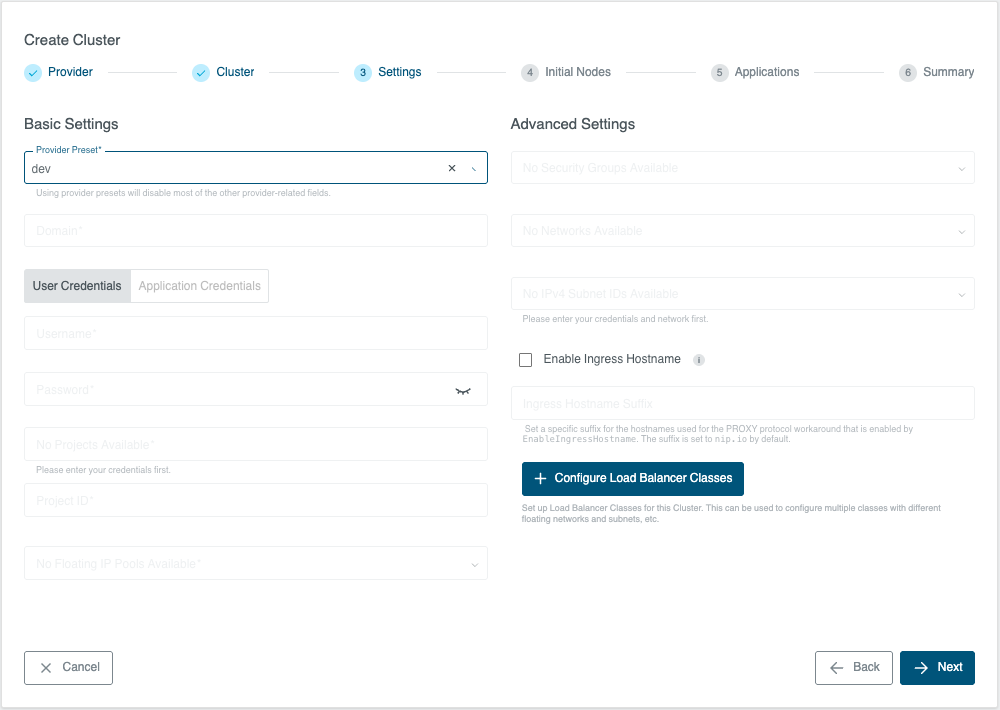 Create Cluster
Provider
Cluster
3 Settings
4 Initial Nodes
5 Applications
6 Summary
Basic Settings
Provider Preset*
dev
Using provider presets will disable most of the other provider-related fields.
Domain*
User Credentials
Application Credentials
Username*
Password*
No Projects Available*
Please enter your credentials first.
Project ID*
No Floating IP Pools Available*
Advanced Settings
No Security Groups Available
No Networks Available
No IPv4 Subnet IDs Available
Please enter your credentials and network first.
Enable Ingress Hostname i
Ingress Hostname Suffix
Set a specific suffix for the hostnames used for the PROXY protocol workaround that is enabled by
EnableIngressHostname. The suffix is set to nip.io by default.
Configure Load Balancer Classes
Set up Load Balancer Classes for this Cluster. This can be used to configure multiple classes with different
floating networks and subnets, etc.
Cancel
Back
Next